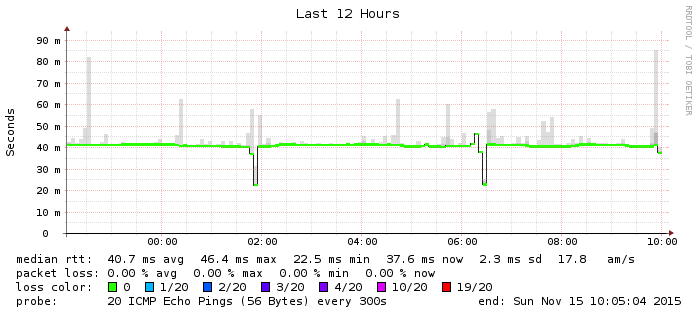 Last 12 Hours
RRDTOOL / TOBI OETIKER
Seconds
90 m
80 m
70 m
60 m
50 m
40 m
30 m
20 m
10 m
0
00:00 02:00 04:00 06:00 08:00 10:00
median rtt: 40.7 ms avg 46.4 ms max 22.5 ms min 37.6 ms now 2.3 ms sd 17.8 am/s
packet loss: 0.00 % avg 0.00 % max 0.00 % min 0.00 % now
loss color: 0 1/20 2/20 3/20 4/20 10/20 19/20
probe: 20 ICMP Echo Pings (56 Bytes) every 300s end: Sun Nov 15 10:05:04 2015